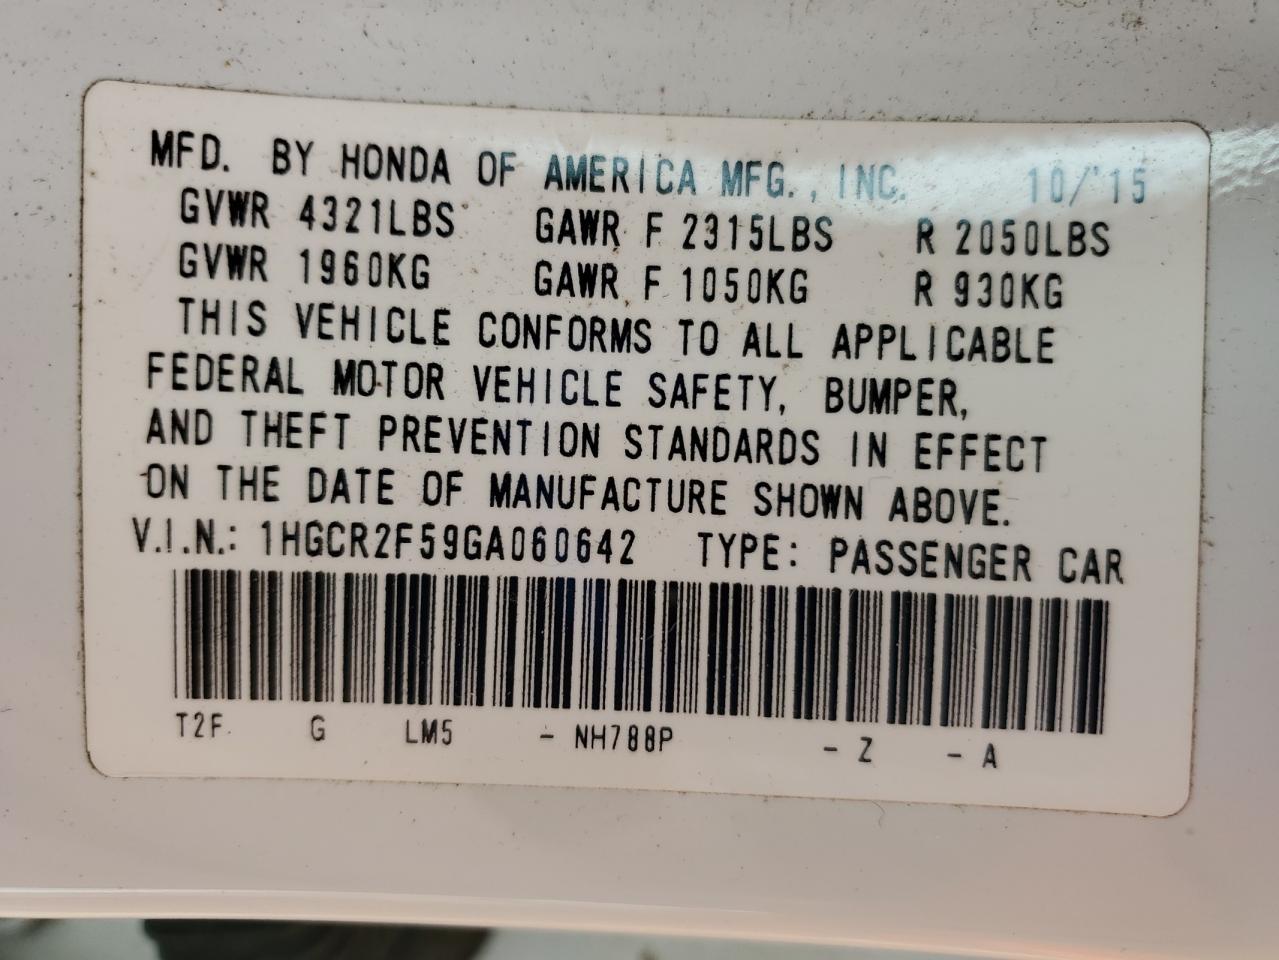 MFD. BY HONDA OF AMERICA MFG., INC. 10/'15
GVWR 4321LBS GAWR F 2315LBS R 2050LBS
GVWR 1960KG GAWR F 1050KG R 930KG
THIS VEHICLE CONFORMS TO ALL APPLICABLE
FEDERAL MOTOR VEHICLE SAFETY, BUMPER,
AND THEFT PREVENTION STANDARDS IN EFFECT
ON THE DATE OF MANUFACTURE SHOWN ABOVE.
V.I.N.: 1HGCR2F59GA060642 TYPE: PASSENGER CAR
T2F G LM5 - NH788P - Z - A